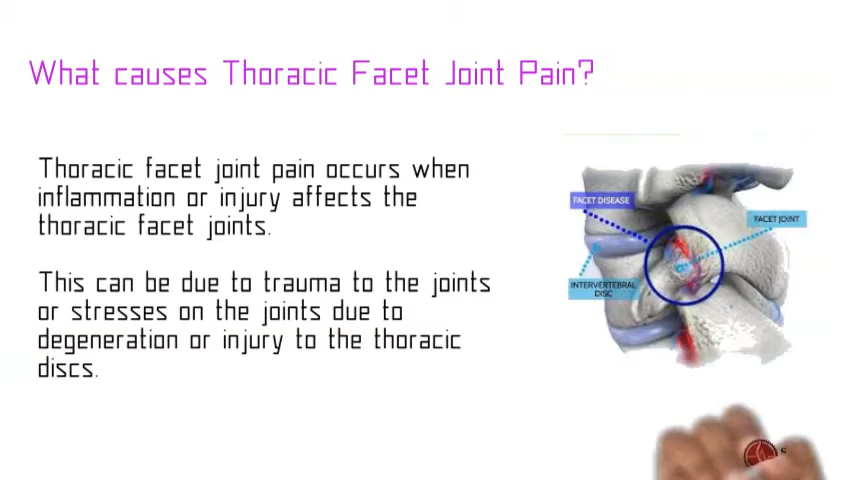 What causes Thoracic Facet Joint Pain?
Thoracic facet joint pain occurs when
inflammation or injury affects the
thoracic facet joints.
This can be due to trauma to the joints
or stresses on the joints due to
degeneration or injury to the thoracic
discs.
FACET DISEASE
FACET JOINT
INTERVERTEBRAL
DISC
S